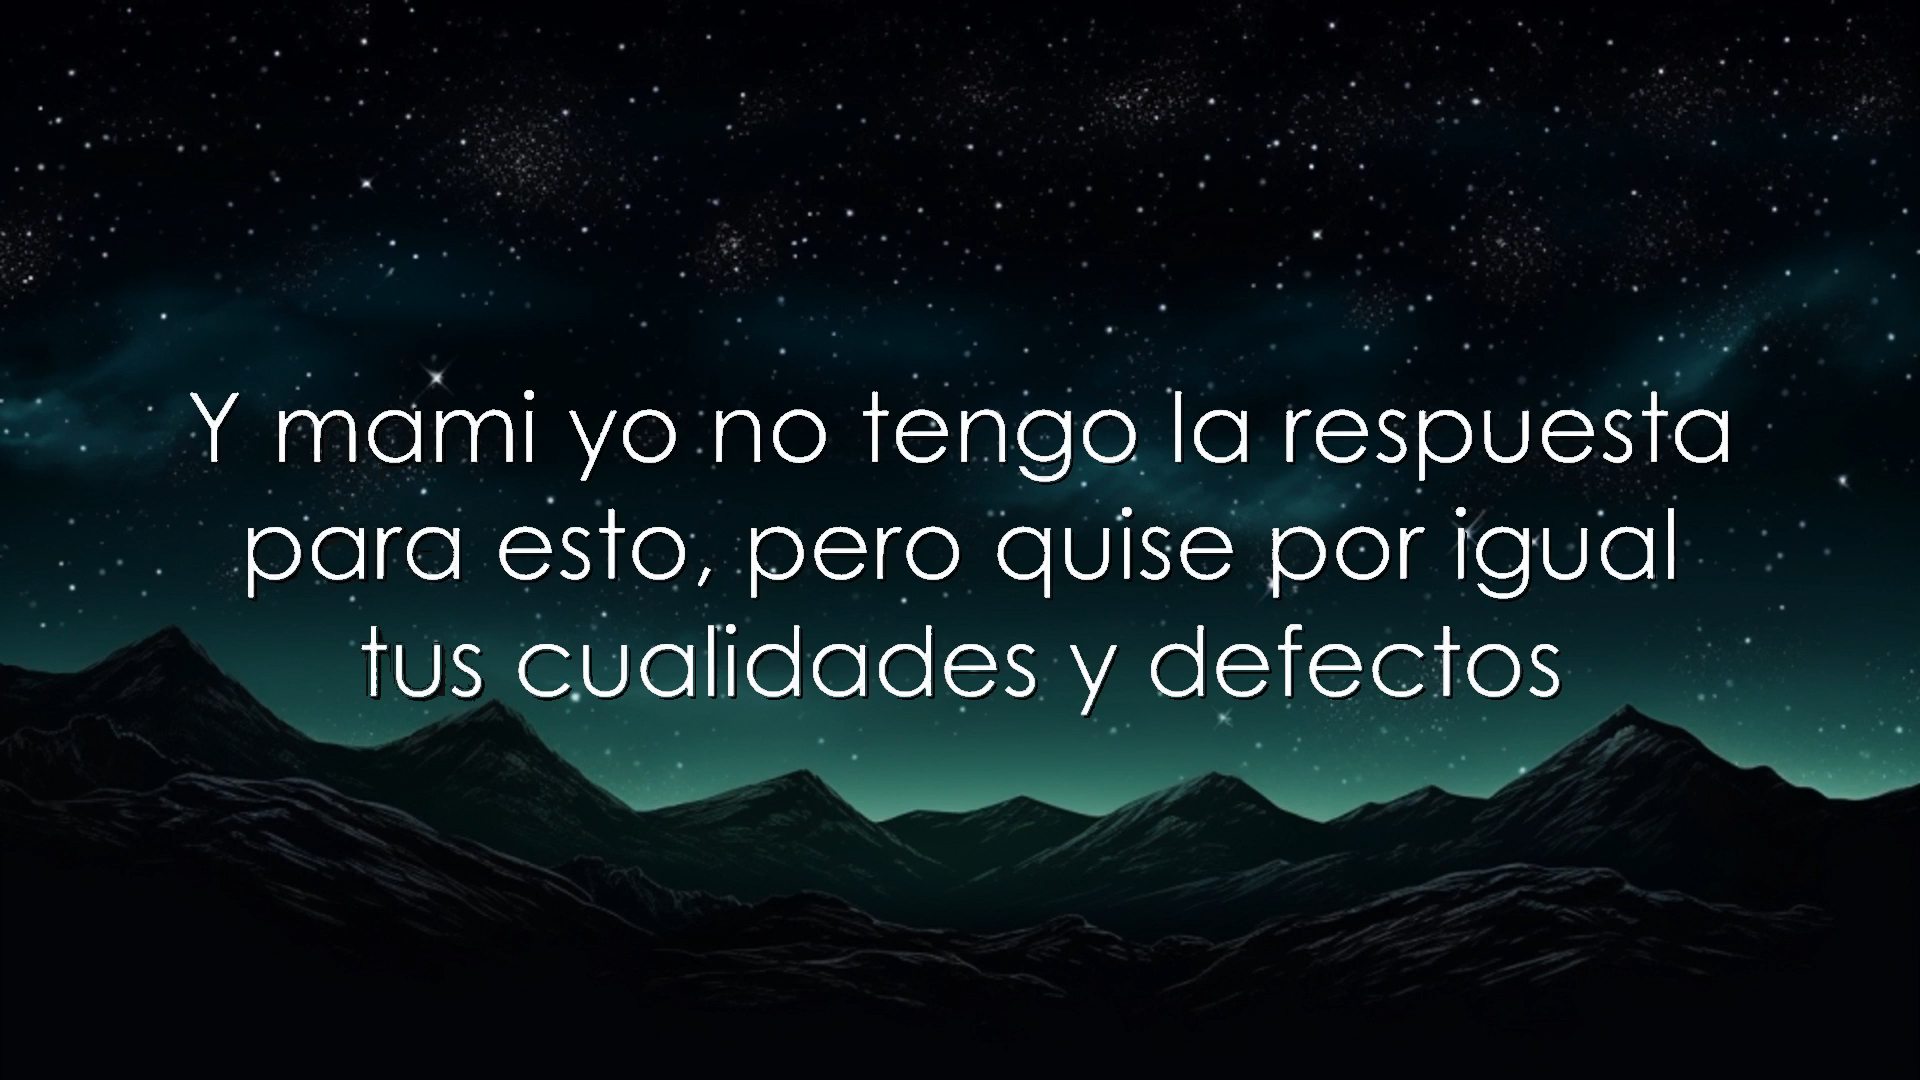 Y mami yo no tengo la respuesta
para esto, pero quise por igual
tus cualidades y defectos